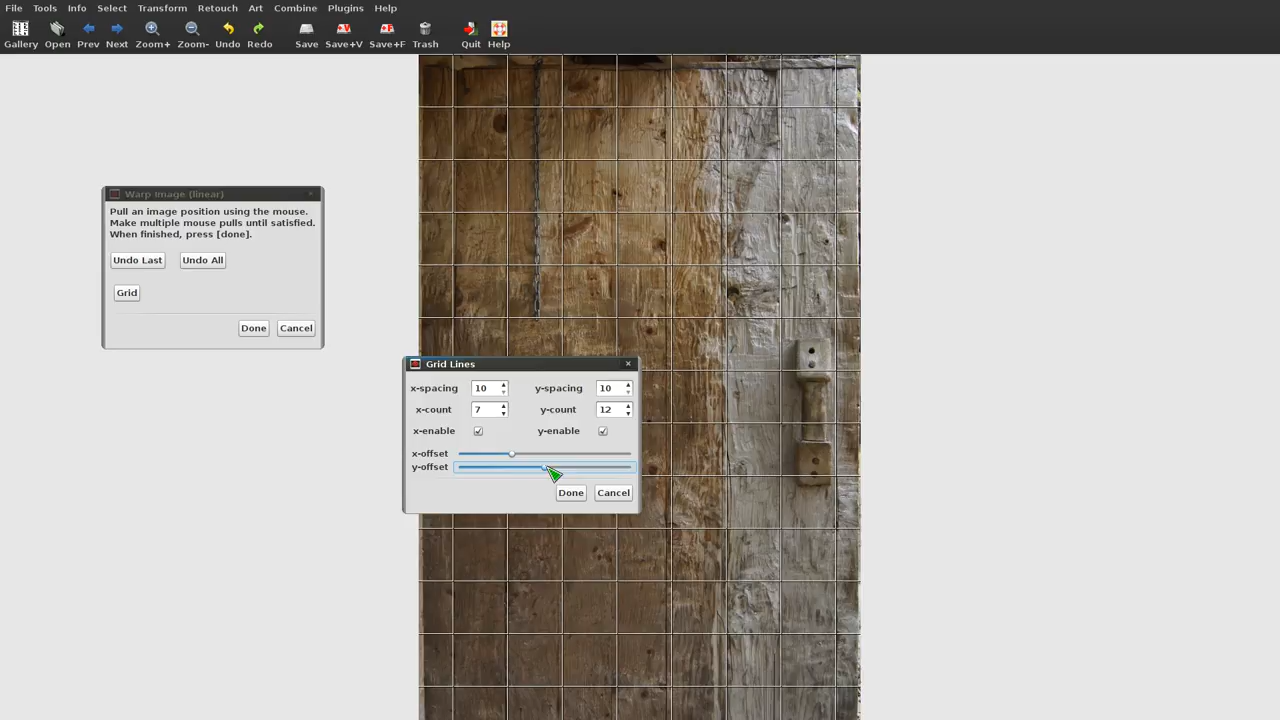 File Tools Info Select Transform Retouch Art Combine Plugins Help
Gallery Open Prev Next Zoom+ Zoom- Undo Redo Save Save+V Save+F Trash Quit Help
Warp Image (linear)
Pull an image position using the mouse.
Make multiple mouse pulls until satisfied.
When finished, press [done].
Undo Last Undo All
Grid
Done Cancel
Grid Lines
x-spacing 10 y-spacing 10
x-count 7 y-count 12
x-enable y-enable
x-offset
y-offset
Done Cancel